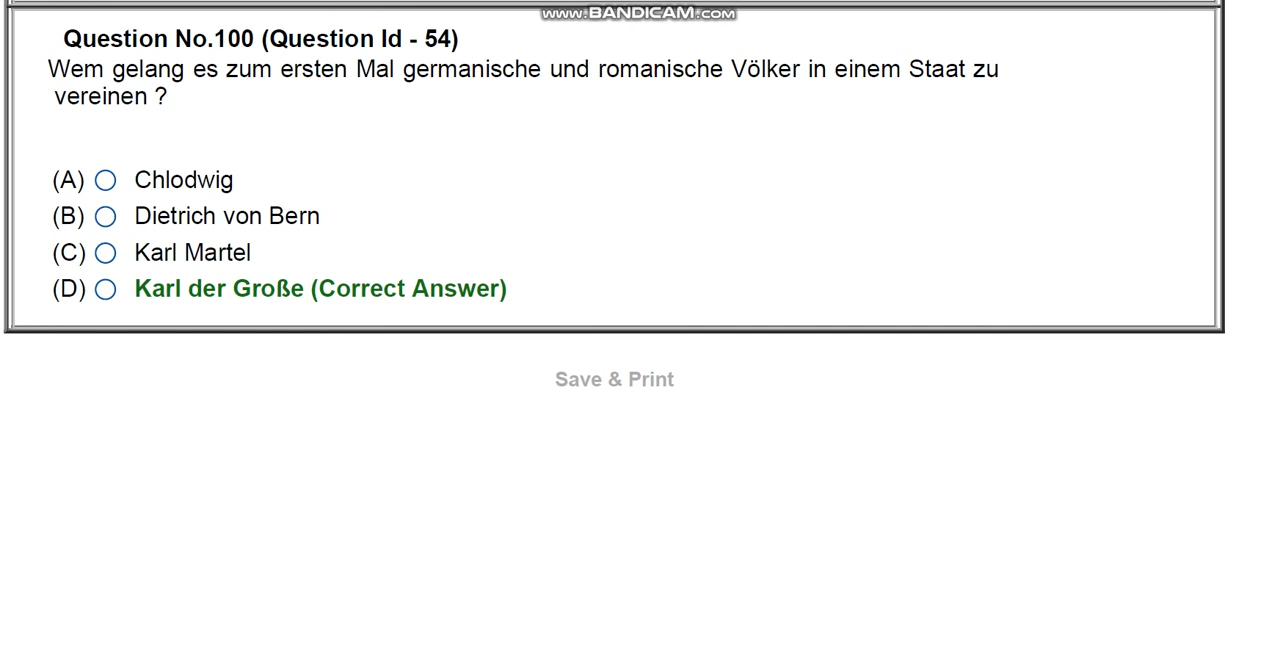 www.BANDICAM.com
Question No.100 (Question Id - 54)
Wem gelang es zum ersten Mal germanische und romanische Völker in einem Staat zu
vereinen ?
(A) Chlodwig
(B) Dietrich von Bern
(C) Karl Martel
(D) Karl der Große (Correct Answer)
Save & Print